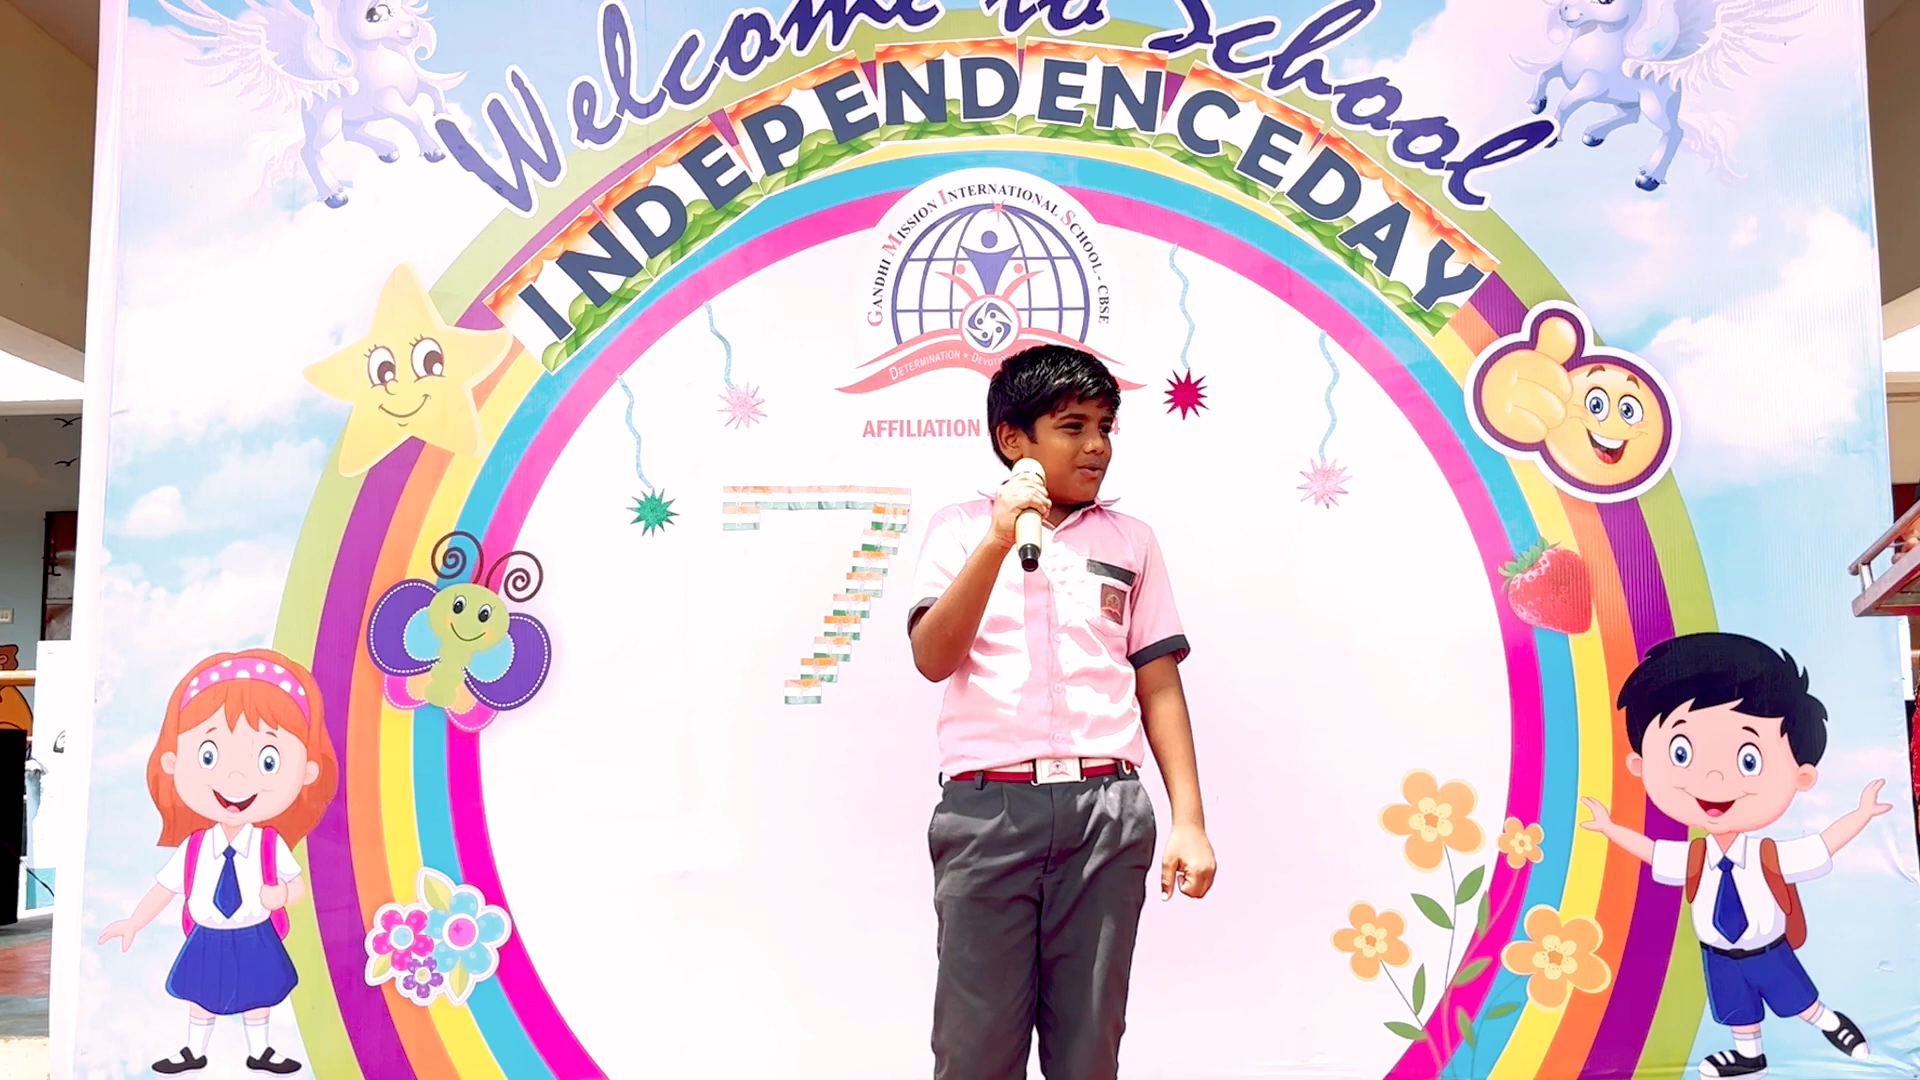 Welcome to School
INDEPENDENCEDAY
GANDHI MISSION INTERNATIONAL SCHOOL - CBSE
DETERMINATION
AFFILIATION
7